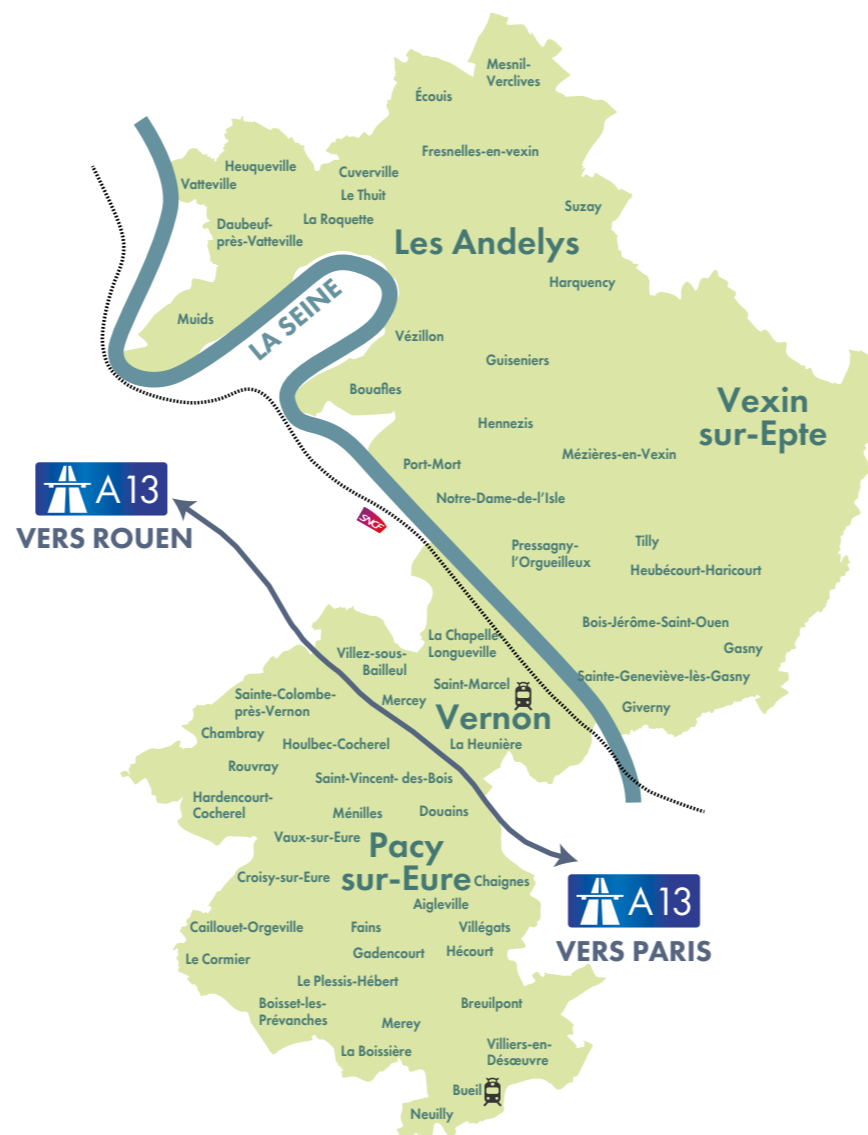 Mesnil-
Verclives
Écouis
Fresnelles-en-vexin
Heuqueville
Cuverville
Vatteville
Le Thuit
Suzay
La Roquette
Daubeuf-
près-Vatteville
Les Andelys
Harquency
LA SEINE
Muids
Vézillon
Guiseniers
Bouafles
Vexin
sur-Epte
Hennezis
Mézières-en-Vexin
Port-Mort
A 13
VERS ROUEN
Notre-Dame-de-l'Isle
SNCF
Pressagny-
l'Orgueilleux
Tilly
Heubécourt-Haricourt
Bois-Jérôme-Saint-Ouen
La Chapelle-
Longueville
Gasny
Villez-sous-
Bailleul
Sainte-Geneviève-lès-Gasny
Saint-Marcel
Sainte-Colombe-
près-Vernon
Mercey
Giverny
Vernon
Chambray
Houlbec-Cocherel
La Heunière
Rouvray
Saint-Vincent- des-Bois
Hardencourt-
Cocherel
Ménilles
Douains
Vaux-sur-Eure
Pacy
sur-Eure
Croisy-sur-Eure
Chaignes
Aigleville
A 13
VERS PARIS
Caillouet-Orgeville
Fains
Villégats
Le Cormier
Gadencourt
Hécourt
Le Plessis-Hébert
Boisset-les-
Prévanches
Breuilpont
Merey
La Boissière
Villiers-en-
Désœuvre
Bueil
Neuilly